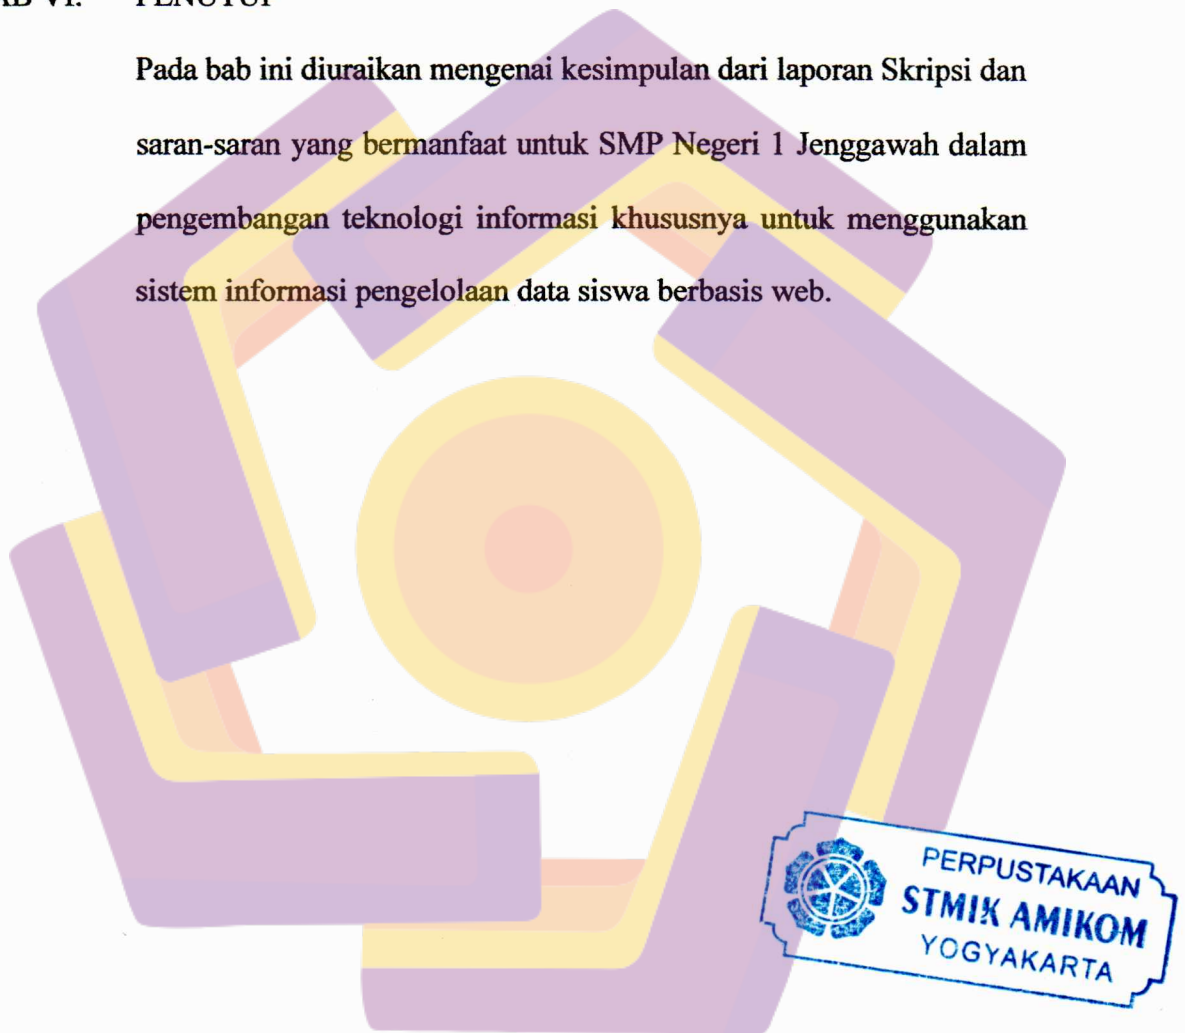 Pada bab ini diuraikan mengenai kesimpulan dari laporan Skripsi dan
saran-saran yang bermanfaat untuk SMP Negeri 1 Jenggawah dalam
pengembangan teknologi informasi khususnya untuk menggunakan
sistem informasi pengelolaan data siswa berbasis web.
PERPUSTAKAAN
STMIK AMIKOM
YOGYAKARTA